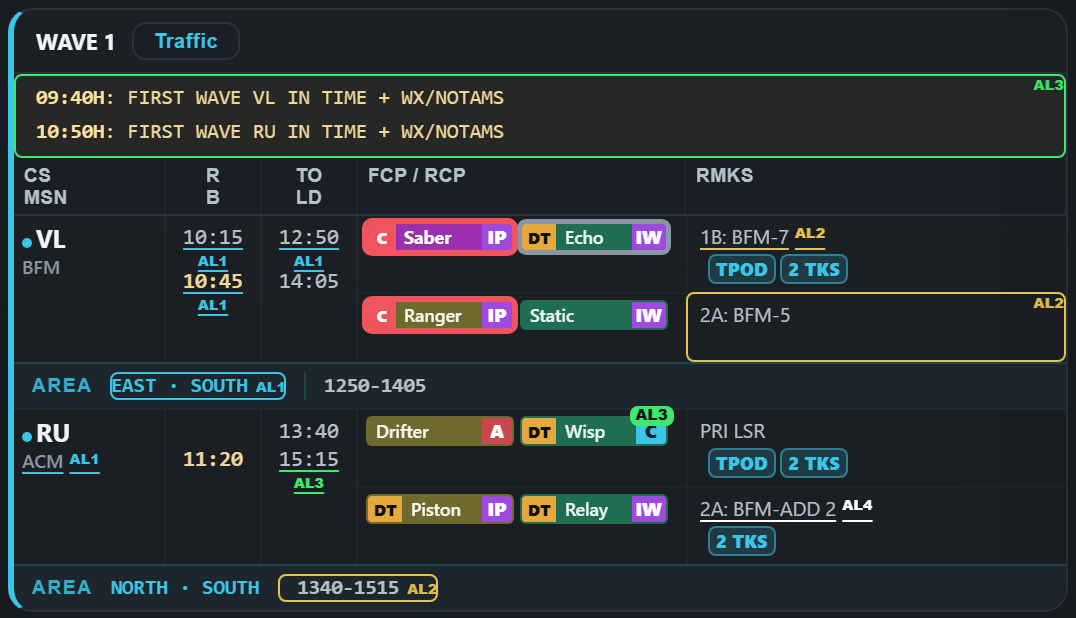 WAVE 1 Traffic
AL3
09:40H: FIRST WAVE VL IN TIME + WX/NOTAMS
10:50H: FIRST WAVE RU IN TIME + WX/NOTAMS
CS R TO FCP / RCP RMKS
MSN B LD
VL 10:15 12:50 C Saber IP DT Echo IW 1B: BFM-7 AL2
BFM AL1 AL1 TPOD 2 TKS
10:45 14:05
AL1 C Ranger IP Static IW 2A: BFM-5 AL2
AREA EAST · SOUTH AL1 1250-1405
RU 13:40 Drifter A DT Wisp C AL3 PRI LSR
ACM AL1 11:20 15:15 TPOD 2 TKS
AL3
DT Piston IP DT Relay IW 2A: BFM-ADD 2 AL4
2 TKS
AREA NORTH · SOUTH 1340-1515 AL2